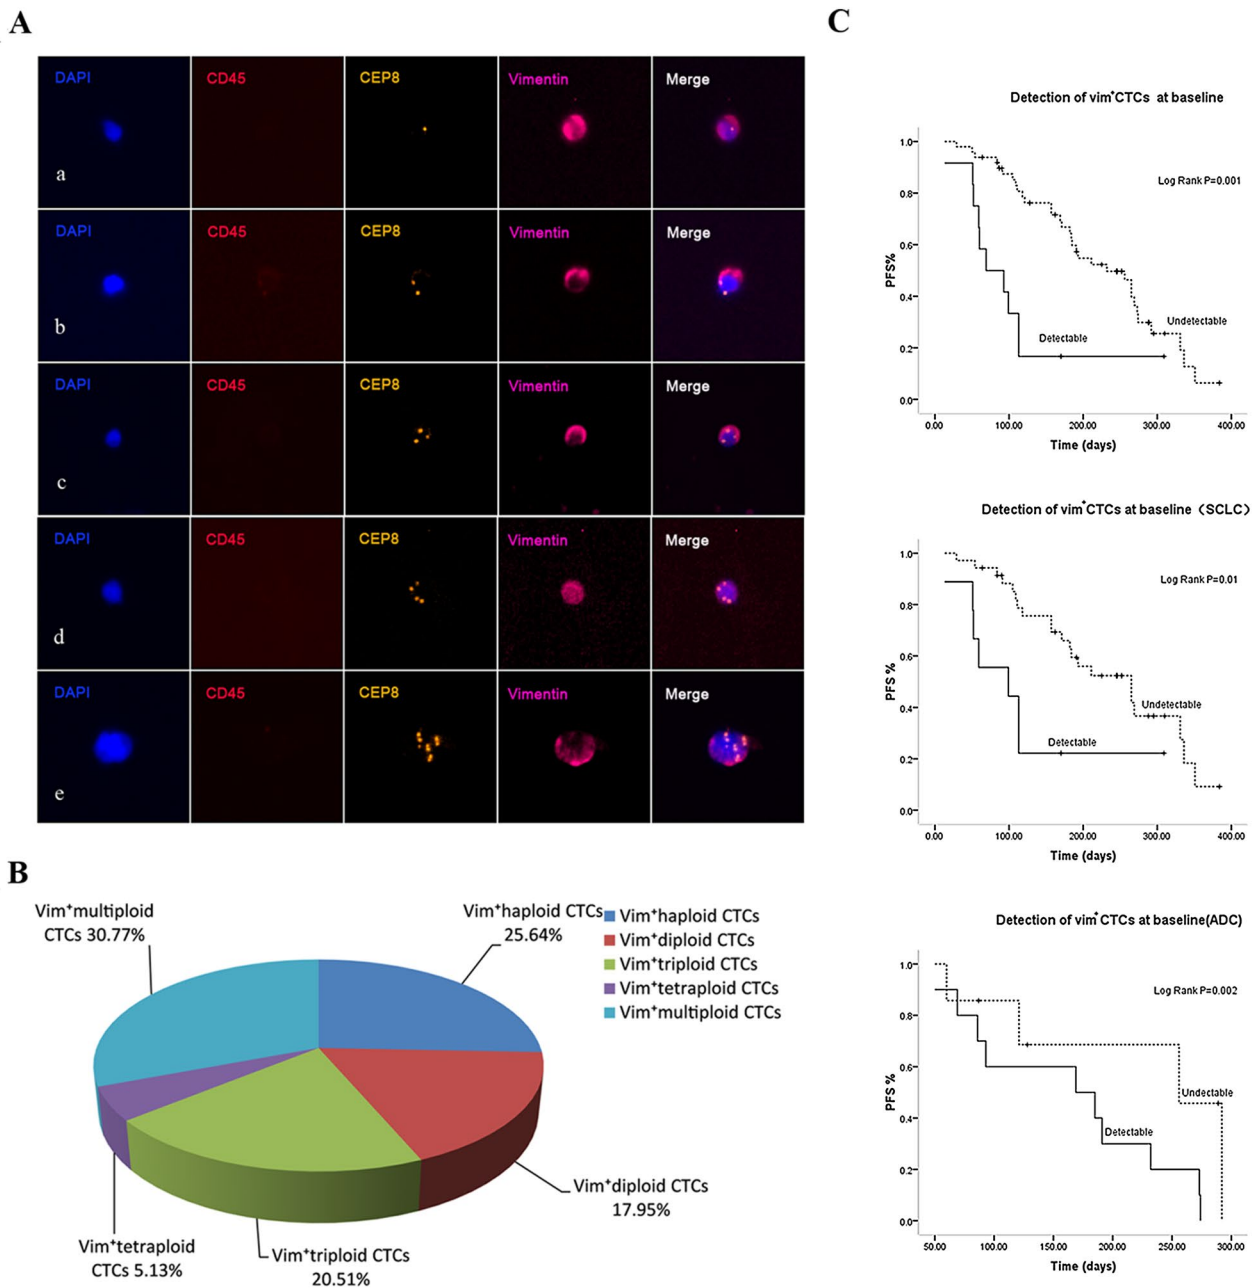 A
DAPI CD45 CEP8 Vimentin Merge
a
DAPI CD45 CEP8 Vimentin Merge
b
DAPI CD45 CEP8 Vimentin Merge
c
DAPI CD45 CEP8 Vimentin Merge
d
DAPI CD45 CEP8 Vimentin Merge
e
B
Vim+multiploid
CTCs 30.77%
Vim+haploid CTCs
25.64%
Vim+haploid CTCs
Vim+diploid CTCs
Vim+triploid CTCs
Vim+tetraploid CTCs
Vim+multiploid CTCs
Vim+diploid CTCs
17.95%
Vim+tetraploid
CTCs 5.13%
Vim+triploid CTCs
20.51%
C
Detection of vim+CTCs at baseline
Log Rank P=0.001
PFS%
1.0
0.8
0.6
0.4
0.2
0.0
Undetectable
Detectable
0.00 100.00 200.00 300.00 400.00
Time (days)
Detection of vim+CTCs at baseline（SCLC）
Log Rank P=0.01
PFS %
1.0
0.8
0.6
0.4
0.2
0.0
Undetectable
Detectable
0.00 100.00 200.00 300.00 400.00
Time (days)
Detection of vim+CTCs at baseline(ADC)
Log Rank P=0.002
PFS %
1.0
0.8
0.6
0.4
0.2
0.0
Undectable
Detectable
50.00 100.00 150.00 200.00 250.00 300.00
Time (days)